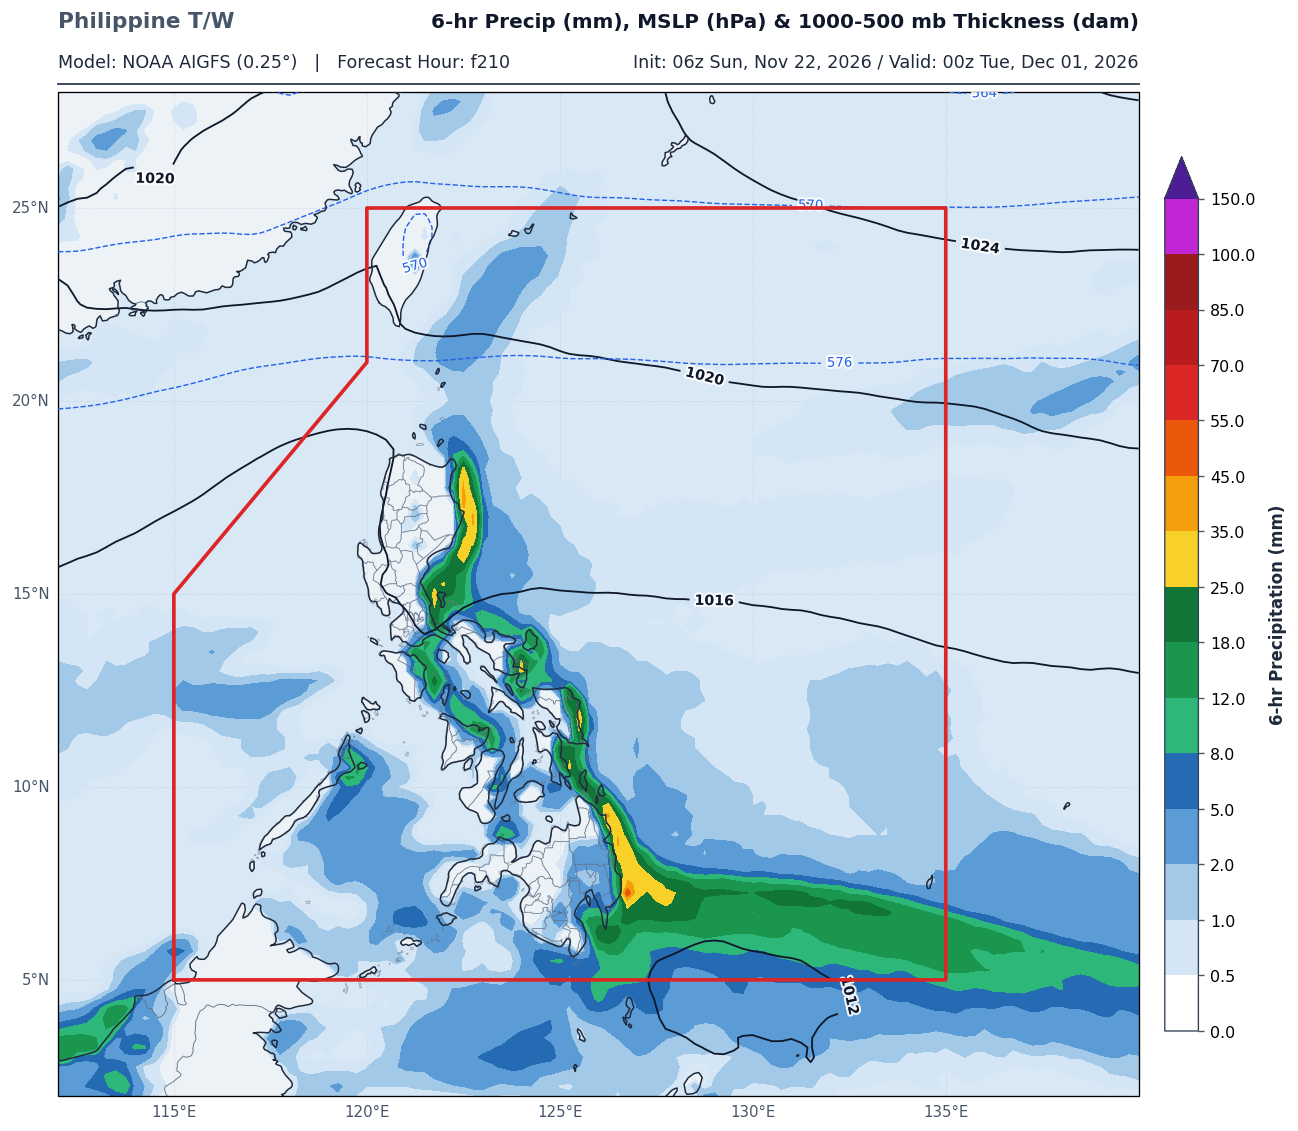 Philippine T/W
6-hr Precip (mm), MSLP (hPa) & 1000-500 mb Thickness (dam)
Model: NOAA AIGFS (0.25°) | Forecast Hour: f210
Init: 06z Sun, Nov 22, 2026 / Valid: 00z Tue, Dec 01, 2026
564
1020
570
25°N
1024
570
576
1020
20°N
15°N
1016
10°N
5°N
1012
115°E
120°E
125°E
130°E
135°E
150.0
100.0
85.0
70.0
55.0
45.0
35.0
25.0
18.0
12.0
8.0
5.0
2.0
1.0
0.5
0.0
6-hr Precipitation (mm)